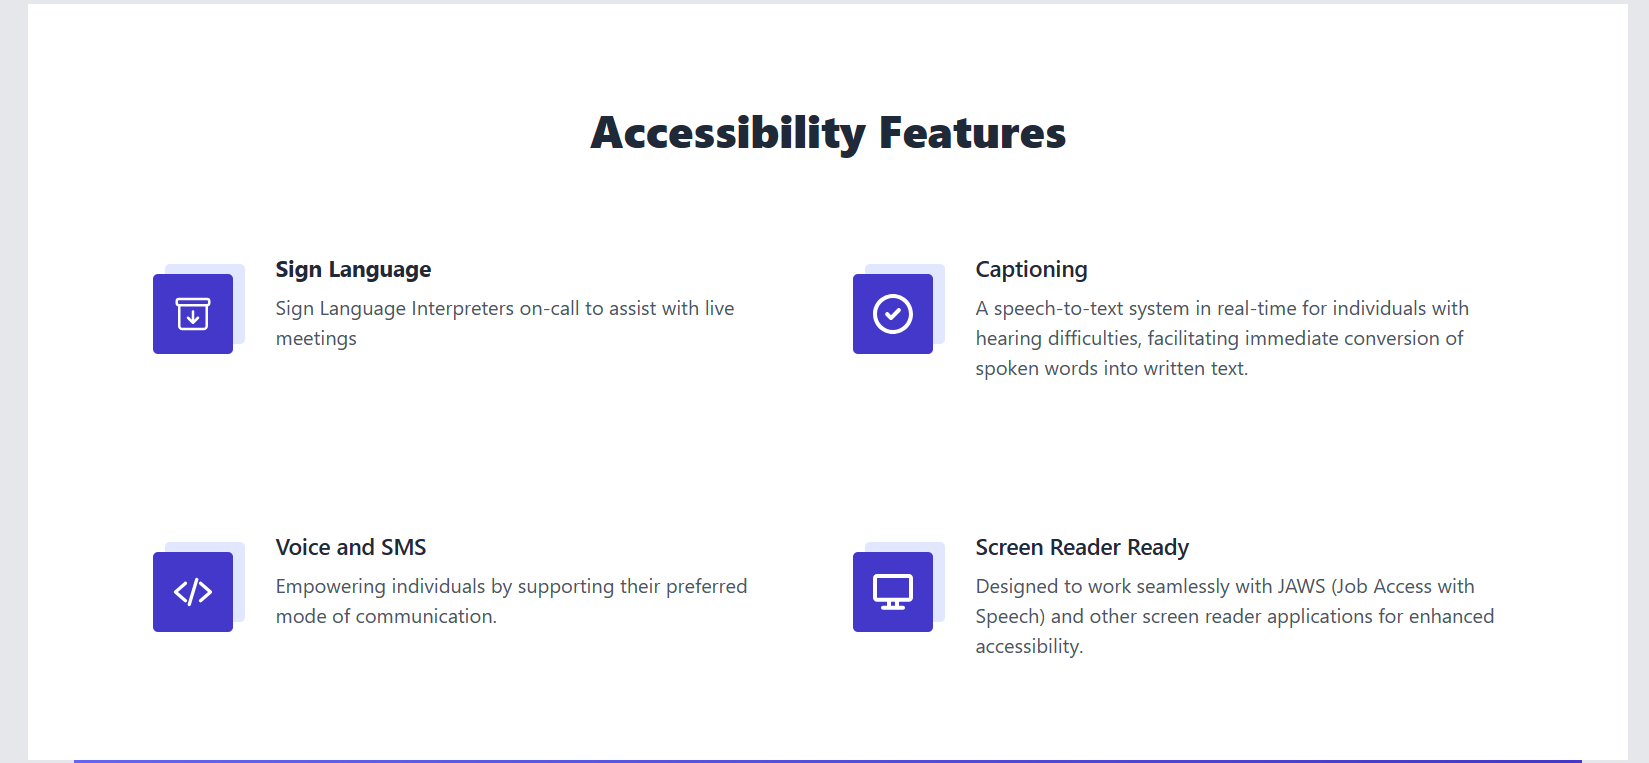 Accessibility Features
Sign Language
Sign Language Interpreters on-call to assist with live
meetings
Captioning
A speech-to-text system in real-time for individuals with
hearing difficulties, facilitating immediate conversion of
spoken words into written text.
Voice and SMS
Empowering individuals by supporting their preferred
mode of communication.
Screen Reader Ready
Designed to work seamlessly with JAWS (Job Access with
Speech) and other screen reader applications for enhanced
accessibility.